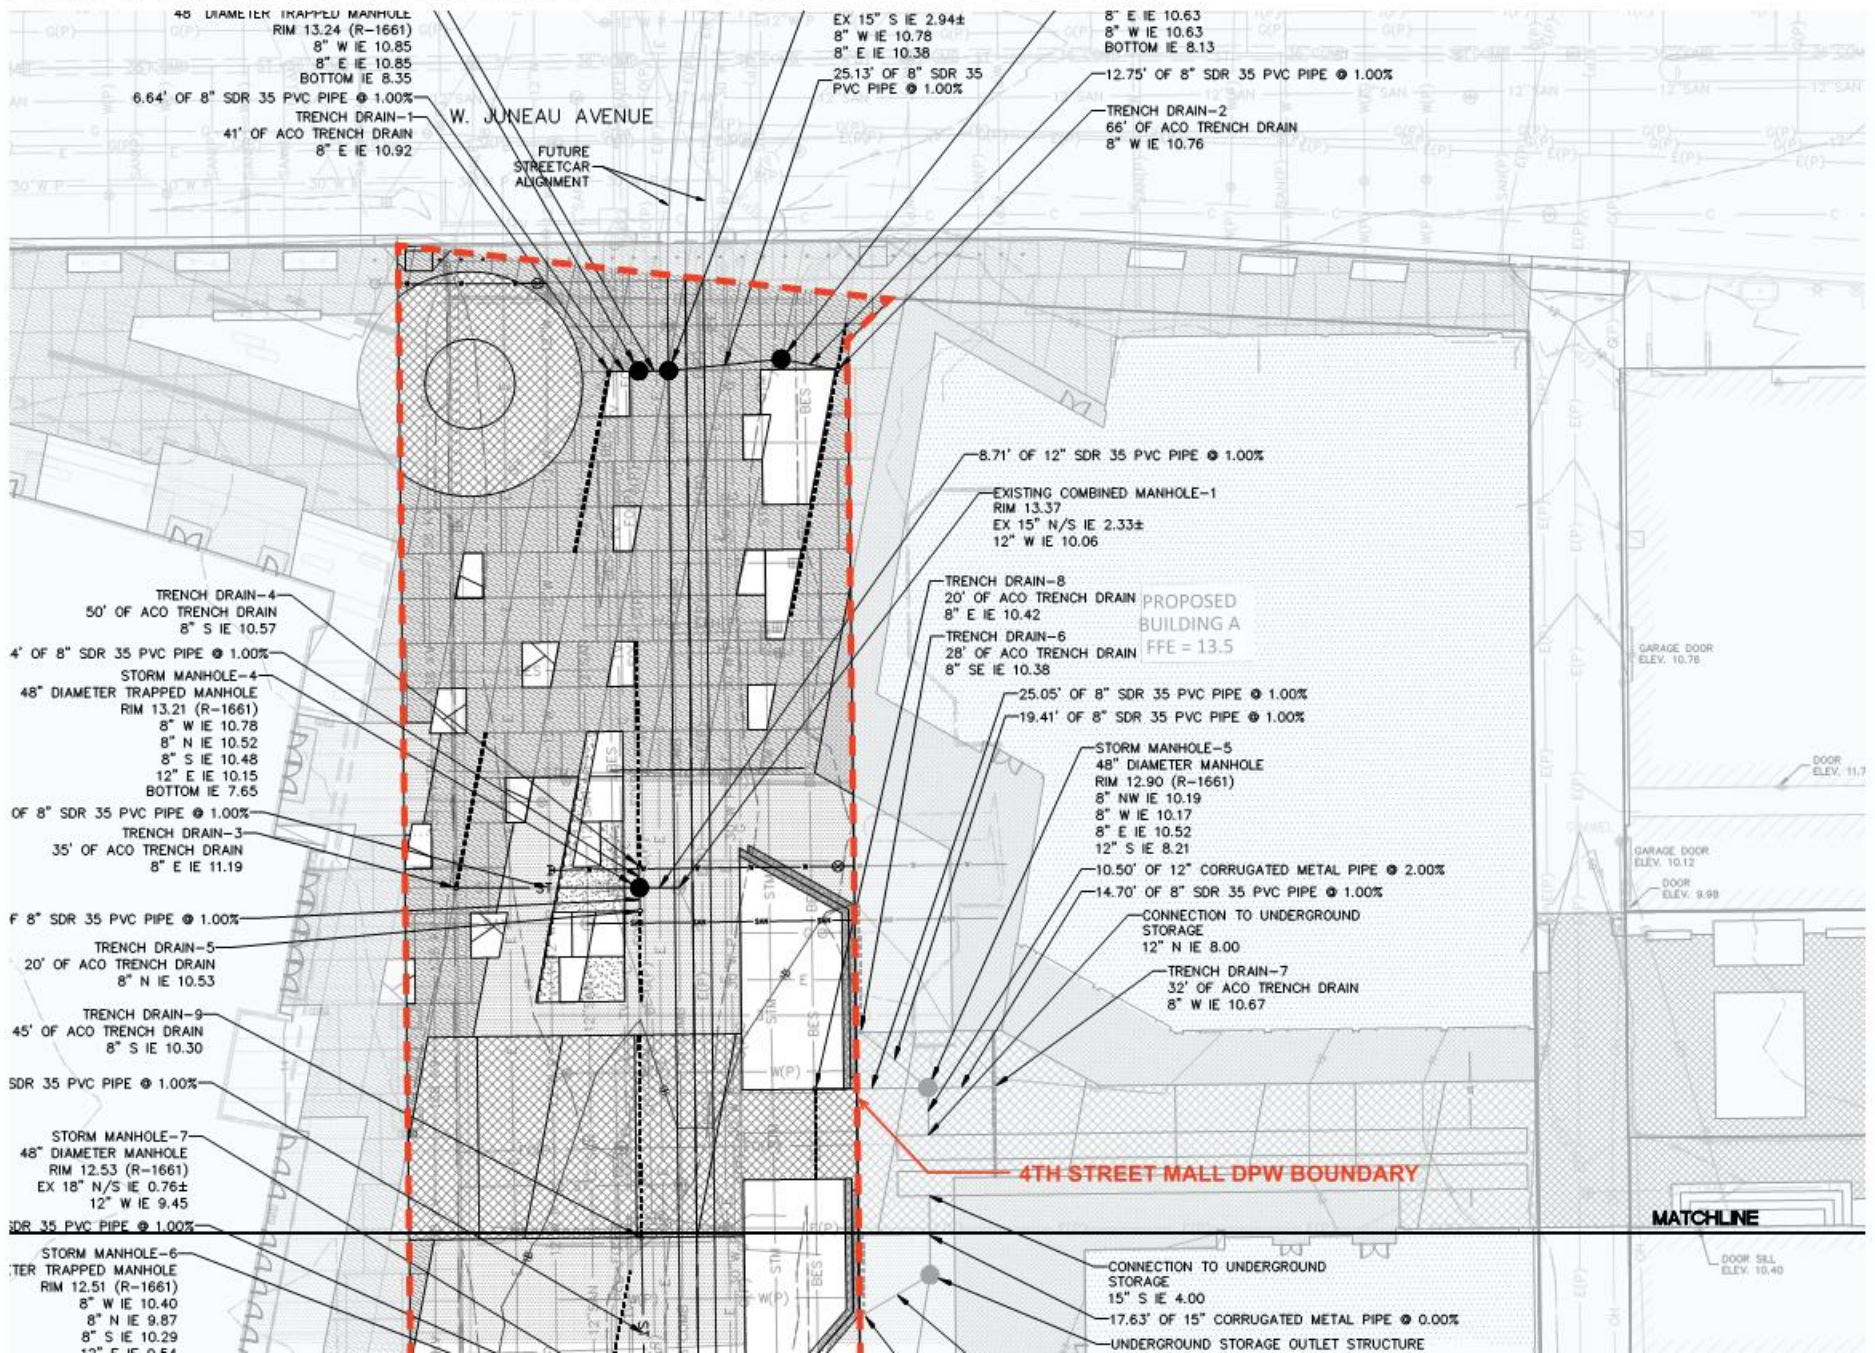 48" DIAMETER TRAPPED MANHOLE
RIM 13.24 (R-1661)
8" W IE 10.85
8" E IE 10.85
BOTTOM IE 8.35
6.64' OF 8" SDR 35 PVC PIPE @ 1.00%
TRENCH DRAIN-1
41' OF ACO TRENCH DRAIN
8" E IE 10.92
W. JUNEAU AVENUE
FUTURE
STREETCAR
ALIGNMENT
EX 15" S IE 2.94±
8" W IE 10.78
8" E IE 10.38
25.13' OF 8" SDR 35
PVC PIPE @ 1.00%
8" E IE 10.63
8" W IE 10.63
BOTTOM IE 8.13
12.75' OF 8" SDR 35 PVC PIPE @ 1.00%
TRENCH DRAIN-2
66' OF ACO TRENCH DRAIN
8" W IE 10.76
8.71' OF 12" SDR 35 PVC PIPE @ 1.00%
EXISTING COMBINED MANHOLE-1
RIM 13.37
EX 15" N/S IE 2.33±
12" W IE 10.06
TRENCH DRAIN-8
20' OF ACO TRENCH DRAIN
8" E IE 10.42
TRENCH DRAIN-6
28' OF ACO TRENCH DRAIN
8" SE IE 10.38
PROPOSED
BUILDING A
FFE = 13.5
25.05' OF 8" SDR 35 PVC PIPE @ 1.00%
19.41' OF 8" SDR 35 PVC PIPE @ 1.00%
STORM MANHOLE-5
48" DIAMETER MANHOLE
RIM 12.90 (R-1661)
8" NW IE 10.19
8" W IE 10.17
8" E IE 10.52
12" S IE 8.21
10.50' OF 12" CORRUGATED METAL PIPE @ 2.00%
14.70' OF 8" SDR 35 PVC PIPE @ 1.00%
CONNECTION TO UNDERGROUND
STORAGE
12" N IE 8.00
TRENCH DRAIN-7
32' OF ACO TRENCH DRAIN
8" W IE 10.67
4TH STREET MALL DPW BOUNDARY
MATCHLINE
CONNECTION TO UNDERGROUND
STORAGE
15" S IE 4.00
17.63' OF 15" CORRUGATED METAL PIPE @ 0.00%
UNDERGROUND STORAGE OUTLET STRUCTURE
GARAGE DOOR
ELEV. 10.76
DOOR
ELEV. 11.7
GARAGE DOOR
ELEV. 10.12
DOOR
ELEV. 9.98
DOOR SILL
ELEV. 10.40
TRENCH DRAIN-4
50' OF ACO TRENCH DRAIN
8" S IE 10.57
4' OF 8" SDR 35 PVC PIPE @ 1.00%
STORM MANHOLE-4
48" DIAMETER TRAPPED MANHOLE
RIM 13.21 (R-1661)
8" W IE 10.78
8" N IE 10.52
8" S IE 10.48
12" E IE 10.15
BOTTOM IE 7.65
OF 8" SDR 35 PVC PIPE @ 1.00%
TRENCH DRAIN-3
35' OF ACO TRENCH DRAIN
8" E IE 11.19
F 8" SDR 35 PVC PIPE @ 1.00%
TRENCH DRAIN-5
20' OF ACO TRENCH DRAIN
8" N IE 10.53
TRENCH DRAIN-9
45' OF ACO TRENCH DRAIN
8" S IE 10.30
SDR 35 PVC PIPE @ 1.00%
STORM MANHOLE-7
48" DIAMETER MANHOLE
RIM 12.53 (R-1661)
EX 18" N/S IE 0.76±
12" W IE 9.45
SDR 35 PVC PIPE @ 1.00%
STORM MANHOLE-6
TER TRAPPED MANHOLE
RIM 12.51 (R-1661)
8" W IE 10.40
8" N IE 9.87
8" S IE 10.29
12" E IE 9.54